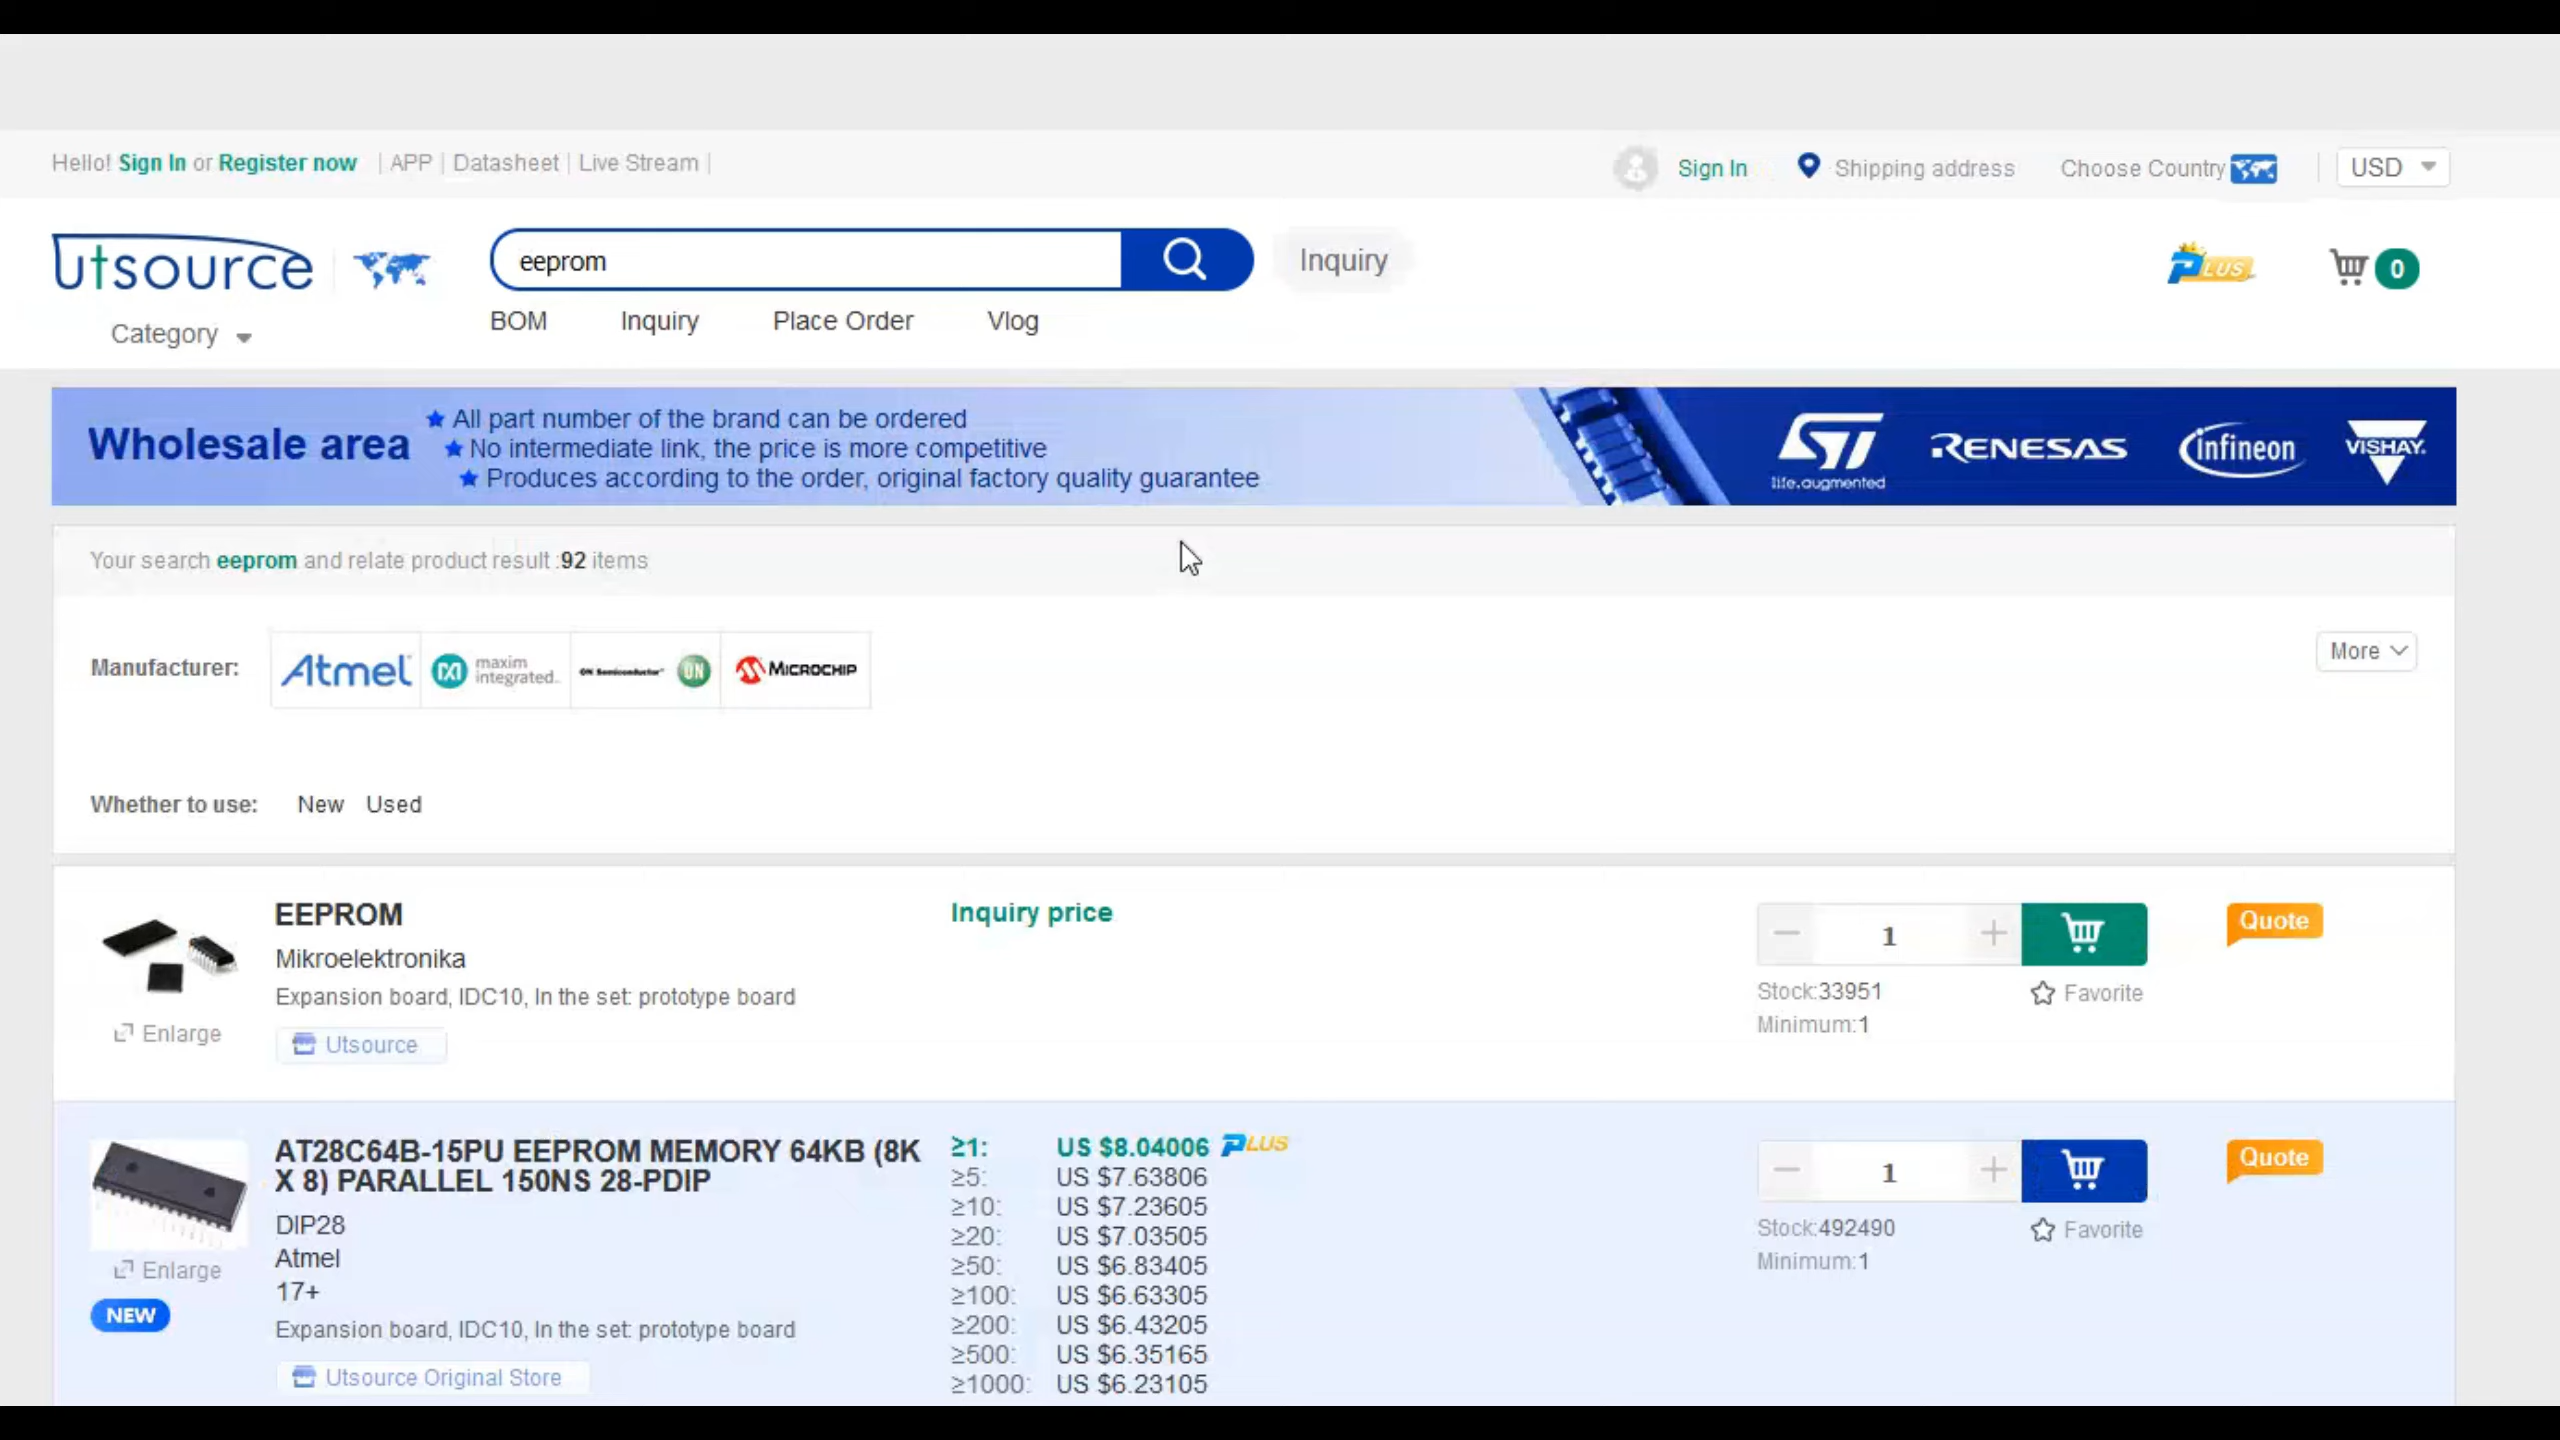 Hello! Sign In or Register now | APP | Datasheet | Live Stream |
Sign In Shipping address Choose Country USD
utsource
eeprom
Inquiry
PLUS
0
Category
BOM Inquiry Place Order Vlog
Wholesale area
★ All part number of the brand can be ordered
★ No intermediate link, the price is more competitive
★ Produces according to the order, original factory quality guarantee
ST
life.augmented
RENESAS
infineon
VISHAY.
Your search eeprom and relate product result :92 items
Manufacturer:
Atmel
maxim
integrated.
ON Semiconductor
ON
MICROCHIP
More
Whether to use: New Used
EEPROM
Mikroelektronika
Expansion board, IDC10, In the set: prototype board
Enlarge
Utsource
Inquiry price
1
Stock:33951
Minimum:1
Favorite
Quote
AT28C64B-15PU EEPROM MEMORY 64KB (8K
X 8) PARALLEL 150NS 28-PDIP
DIP28
Atmel
17+
Expansion board, IDC10, In the set: prototype board
Enlarge
NEW
Utsource Original Store
≥1: US $8.04006 PLUS
≥5: US $7.63806
≥10: US $7.23605
≥20: US $7.03505
≥50: US $6.83405
≥100: US $6.63305
≥200: US $6.43205
≥500: US $6.35165
≥1000: US $6.23105
1
Stock:492490
Minimum:1
Favorite
Quote